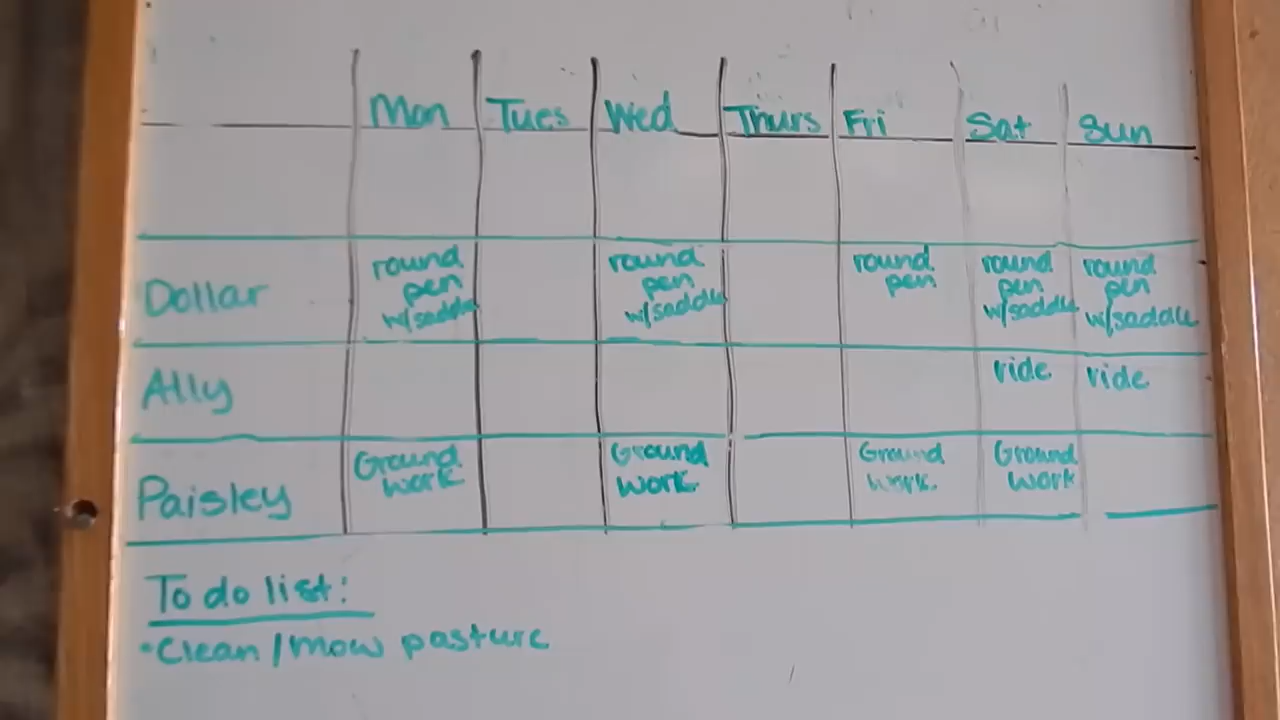 Mon Tues Wed Thurs Fri Sat Sun
Dollar
round
pen
w/saddle
round
pen
w/saddle
round
pen
round
pen
w/saddle
round
pen
w/saddle
Ally
ride
ride
Paisley
Ground
work
Ground
work
Ground
work
Ground
work
To do list:
•Clean/mow pasture